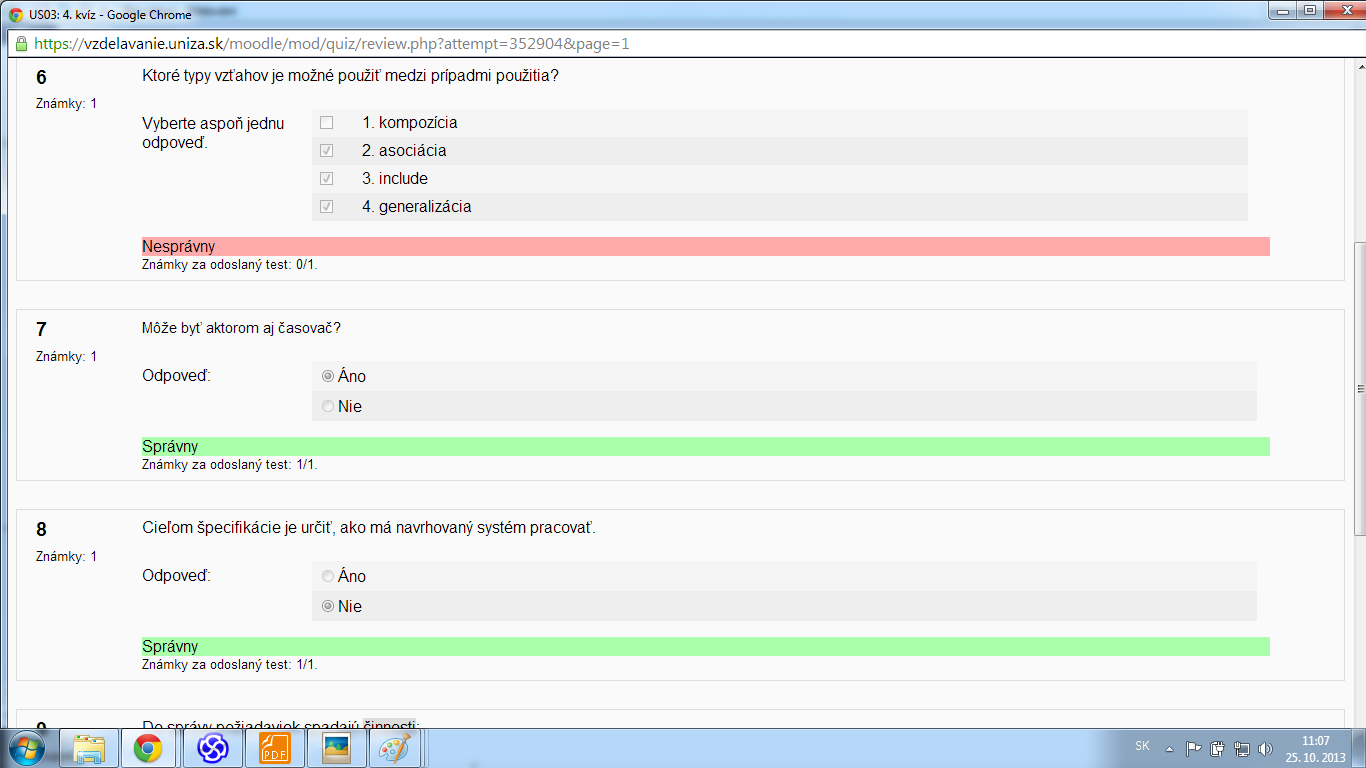 US03: 4. kvíz - Google Chrome
https://vzdelavanie.uniza.sk/moodle/mod/quiz/review.php?attempt=352904&page=1
6
Známky: 1
Ktoré typy vzťahov je možné použiť medzi prípadmi použitia?
Vyberte aspoň jednu
odpoveď.
1. kompozícia
2. asociácia
3. include
4. generalizácia
Nesprávny
Známky za odoslaný test: 0/1.
7
Známky: 1
Môže byť aktorom aj časovač?
Odpoveď:
Áno
Nie
Správny
Známky za odoslaný test: 1/1.
8
Známky: 1
Cieľom špecifikácie je určiť, ako má navrhovaný systém pracovať.
Odpoveď:
Áno
Nie
Správny
Známky za odoslaný test: 1/1.
9
Do správy požiadaviek spadajú činnosti:
PDF
SK
11:07
25. 10. 2013